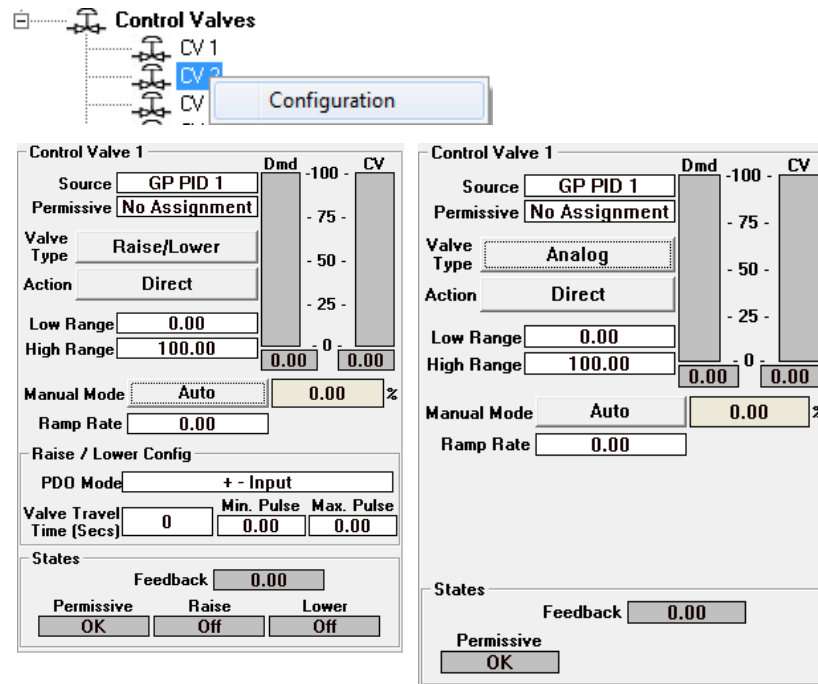 Control Valves
CV 1
CV 2
Configuration
CV
Control Valve 1
Dmd -100 - CV
Source GP PID 1
Permissive No Assignment
- 75 -
Valve Type Raise/Lower
- 50 -
Action Direct
- 25 -
Low Range 0.00
High Range 100.00
- 0 -
0.00 0.00
Manual Mode Auto 0.00 %
Ramp Rate 0.00
Raise / Lower Config
PDO Mode + - Input
Valve Travel Time (Secs) 0 Min. Pulse 0.00 Max. Pulse 0.00
States
Feedback 0.00
Permissive Raise Lower
OK Off Off
Control Valve 1
Dmd -100 - CV
Source GP PID 1
Permissive No Assignment
- 75 -
Valve Type Analog
- 50 -
Action Direct
- 25 -
Low Range 0.00
High Range 100.00
- 0 -
0.00 0.00
Manual Mode Auto 0.00
Ramp Rate 0.00
States
Feedback 0.00
Permissive
OK